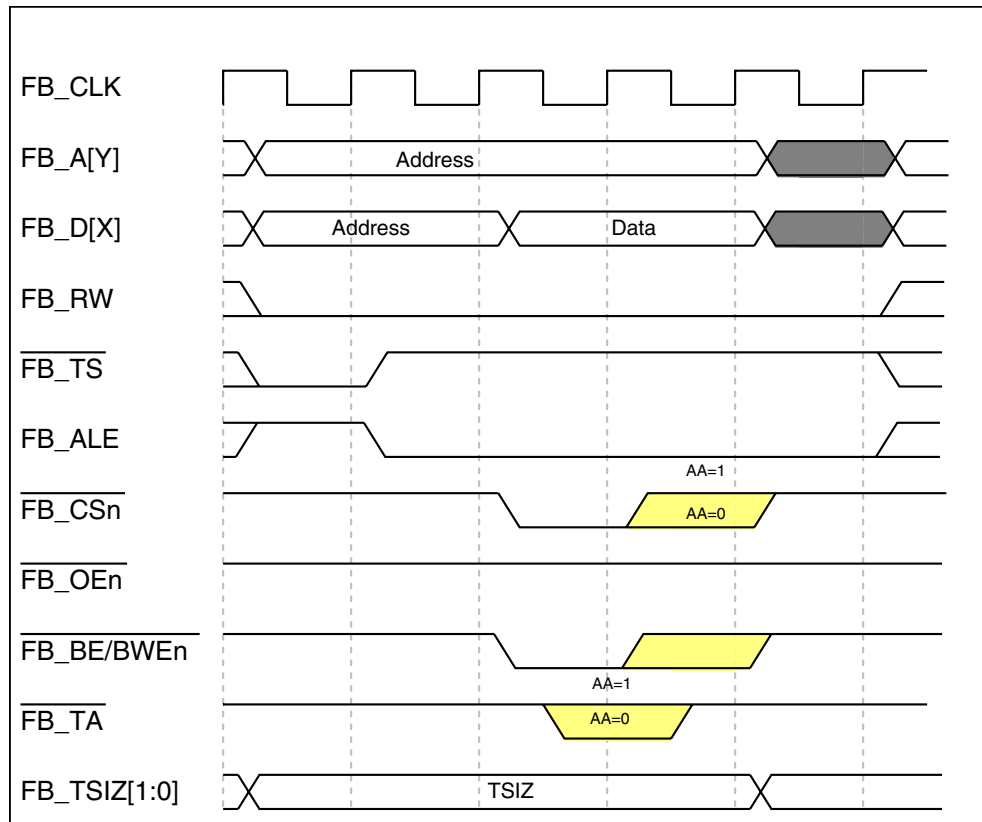 FB_CLK
FB_A[Y]
Address
FB_D[X]
Address
Data
FB_RW
FB_TS
FB_ALE
AA=1
FB_CSn
AA=0
FB_OEn
FB_BE/BWEn
AA=1
FB_TA
AA=0
FB_TSIZ[1:0]
TSIZ